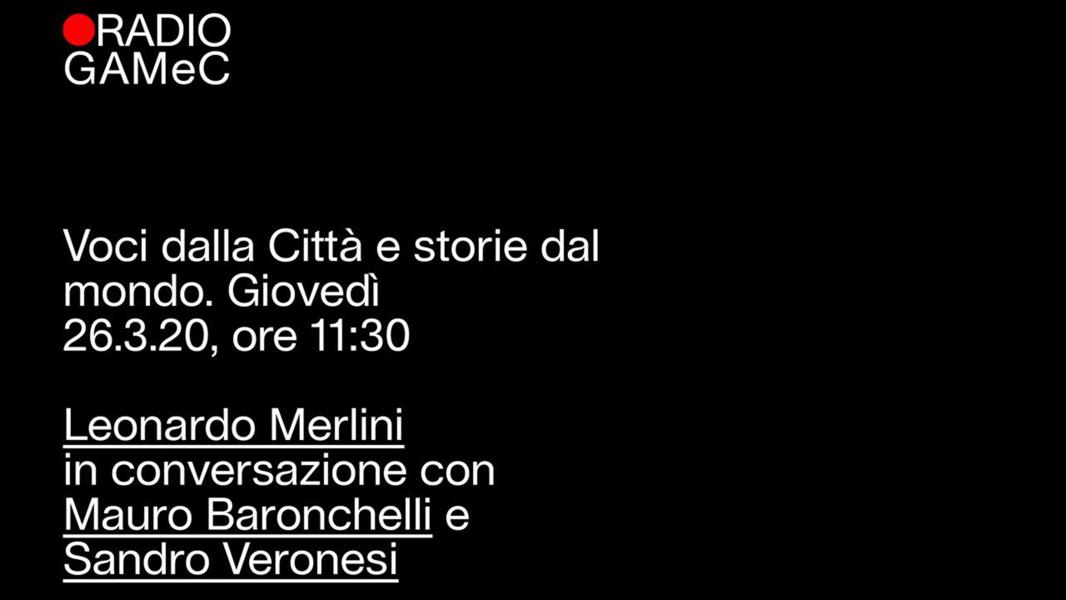 RADIO
GAMeC
Voci dalla Città e storie dal
mondo. Giovedì
26.3.20, ore 11:30
Leonardo Merlini
in conversazione con
Mauro Baronchelli e
Sandro Veronesi